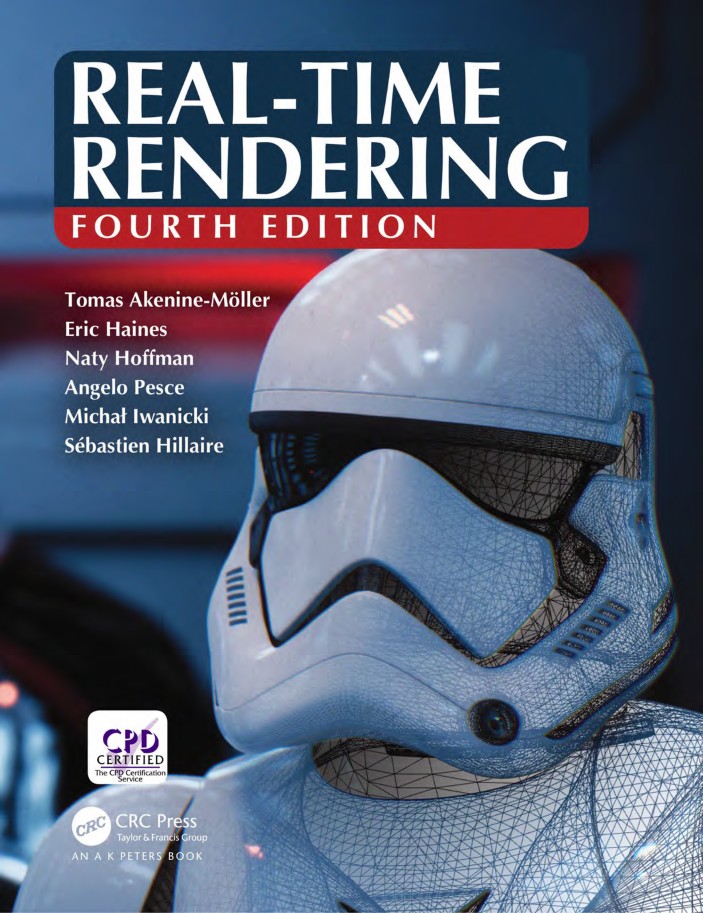 REAL-TIME
RENDERING
FOURTH EDITION
Tomas Akenine-Möller
Eric Haines
Naty Hoffman
Angelo Pesce
Michał Iwanicki
Sébastien Hillaire
CPD
CERTIFIED
The CPD Certification
Service
CRC
CRC Press
Taylor & Francis Group
AN A K PETERS BOOK